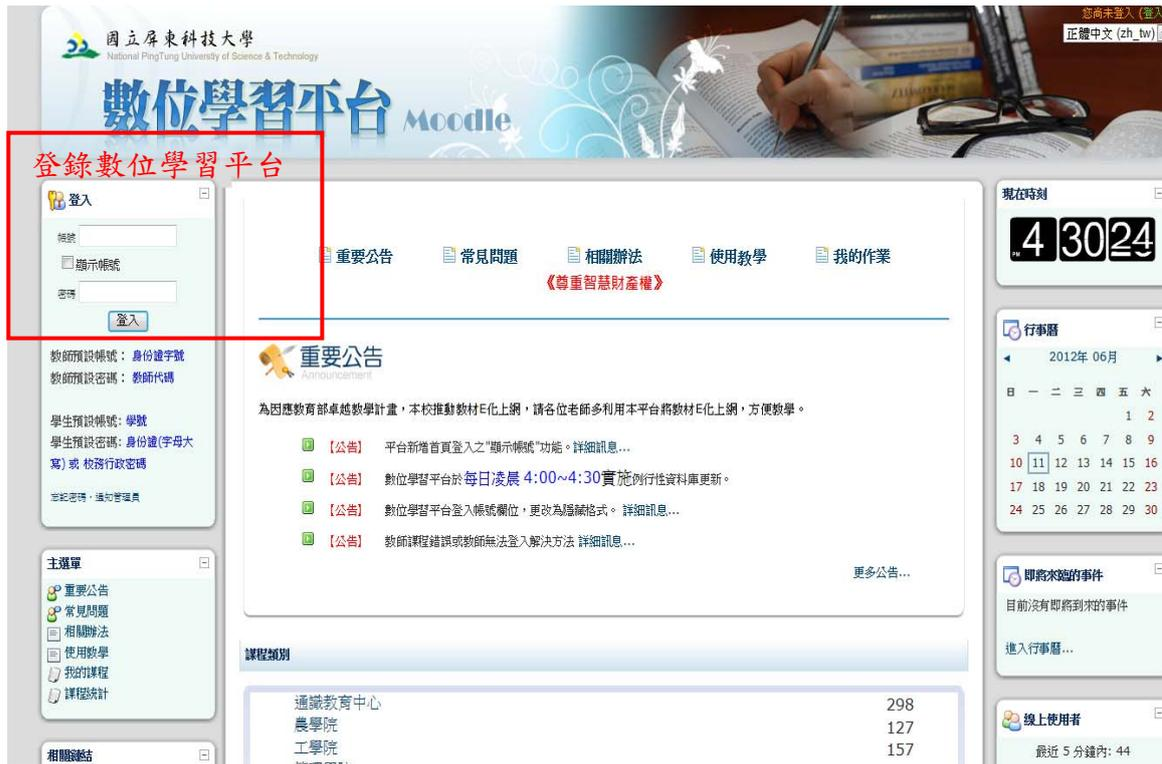 您尚未登入 (登入
正體中文 (zh_tw)
國立屏東科技大學
National PingTung University of Science & Technology
數位學習平台 Moodle
登錄數位學習平台
登入
帳號
顯示帳號
密碼
登入
教師預設帳號： 身份證字號
教師預設密碼： 教師代碼
學生預設帳號: 學號
學生預設密碼: 身份證(字母大
寫) 或 校務行政密碼
忘記密碼，通知管理員
主選單
重要公告
常見問題
相關辦法
使用教學
我的課程
課程統計
相關鏈結
重要公告 常見問題 相關辦法 使用教學 我的作業
《尊重智慧財產權》
重要公告
Announcement
為因應教育部卓越教學計畫，本校推動教材E化上網，請各位老師多利用本平台將教材E化上網，方便教學。
【公告】 平台新增首頁登入之"顯示帳號"功能。詳細訊息...
【公告】 數位學習平台於每日凌晨 4:00~4:30實施例行性資料庫更新。
【公告】 數位學習平台登入帳號欄位，更改為隱藏格式。 詳細訊息...
【公告】 教師課程錯誤或教師無法登入解決方法 詳細訊息...
更多公告...
課程類別
通識教育中心 298
農學院 127
工學院 157
現在時刻
PM 4 30 24
行事曆
2012年 06月
日 一 二 三 四 五 六
1 2
3 4 5 6 7 8 9
10 11 12 13 14 15 16
17 18 19 20 21 22 23
24 25 26 27 28 29 30
即將來臨的事件
目前沒有即將到來的事件
進入行事曆...
線上使用者
最近 5 分鐘內: 44